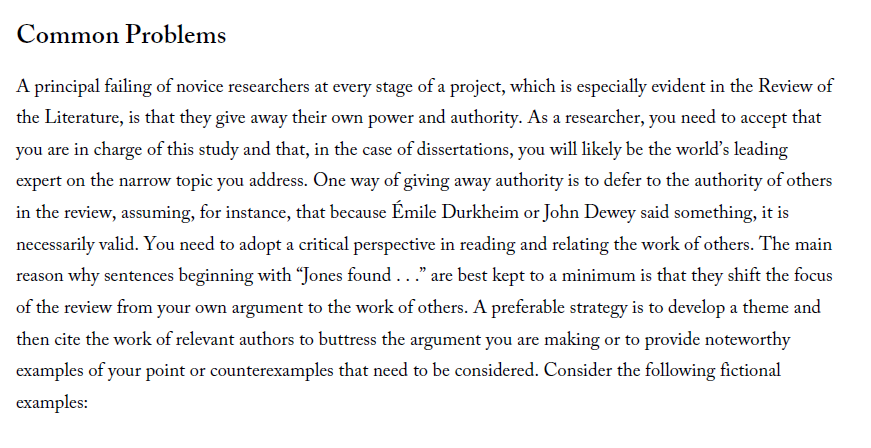 Common Problems
A principal failing of novice researchers at every stage of a project, which is especially evident in the Review of
the Literature, is that they give away their own power and authority. As a researcher, you need to accept that
you are in charge of this study and that, in the case of dissertations, you will likely be the world’s leading
expert on the narrow topic you address. One way of giving away authority is to defer to the authority of others
in the review, assuming, for instance, that because Émile Durkheim or John Dewey said something, it is
necessarily valid. You need to adopt a critical perspective in reading and relating the work of others. The main
reason why sentences beginning with “Jones found . . .” are best kept to a minimum is that they shift the focus
of the review from your own argument to the work of others. A preferable strategy is to develop a theme and
then cite the work of relevant authors to buttress the argument you are making or to provide noteworthy
examples of your point or counterexamples that need to be considered. Consider the following fictional
examples: